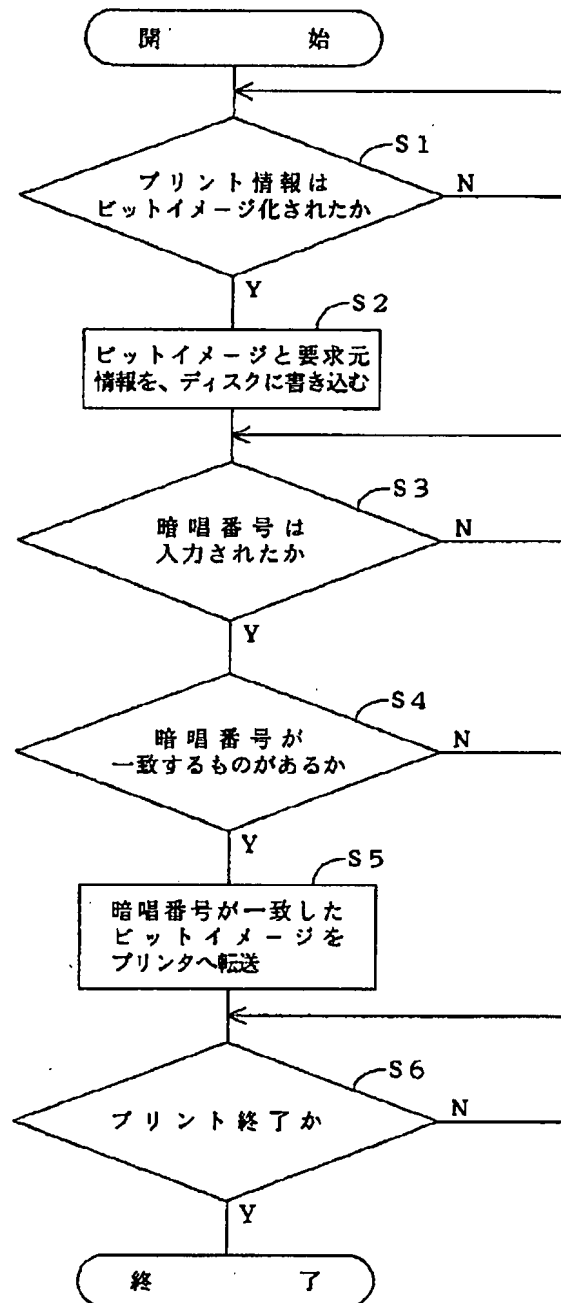 開 始
S1
プリント情報は
ビットイメージ化されたか
N
Y
S2
ビットイメージと要求元
情報を、ディスクに書き込む
S3
暗唱番号は
入力されたか
N
Y
S4
暗唱番号が
一致するものがあるか
N
Y
S5
暗唱番号が一致した
ビットイメージを
プリンタへ転送
S6
プリント終了か
N
Y
終 了